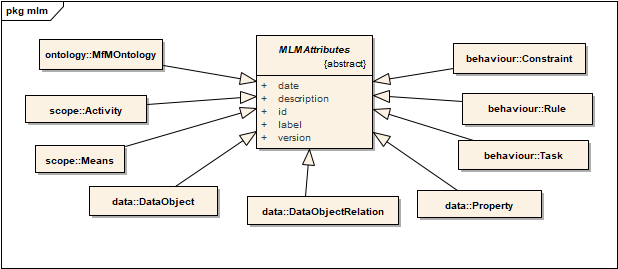 pkg mlm
MLMAttributes
{abstract}
+ date
+ description
+ id
+ label
+ version
ontology::MfMOntology
scope::Activity
scope::Means
data::DataObject
data::DataObjectRelation
data::Property
behaviour::Constraint
behaviour::Rule
behaviour::Task